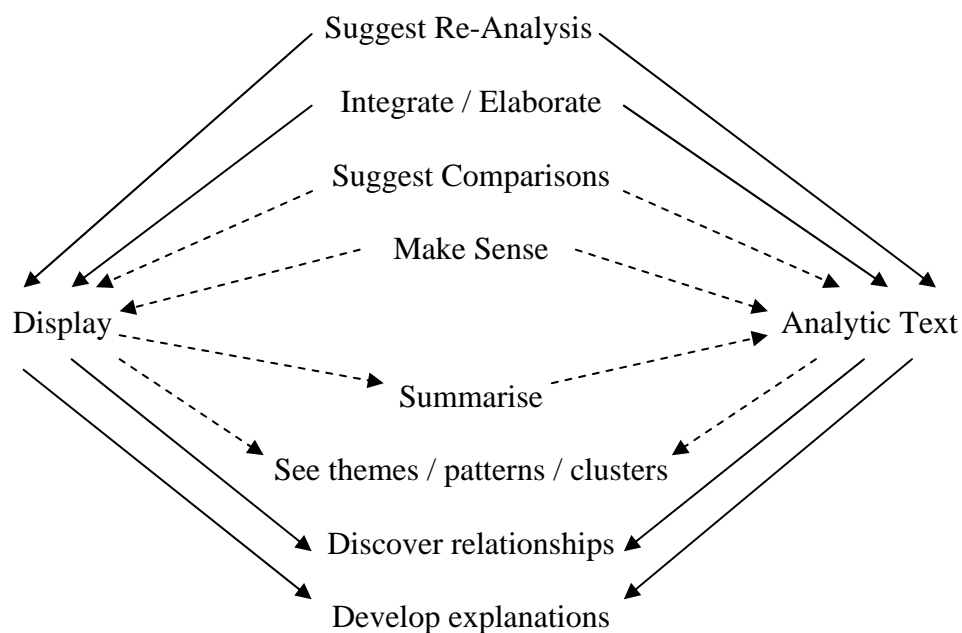 Suggest Re-Analysis
Integrate / Elaborate
Suggest Comparisons
Make Sense
Display
Analytic Text
Summarise
See themes / patterns / clusters
Discover relationships
Develop explanations